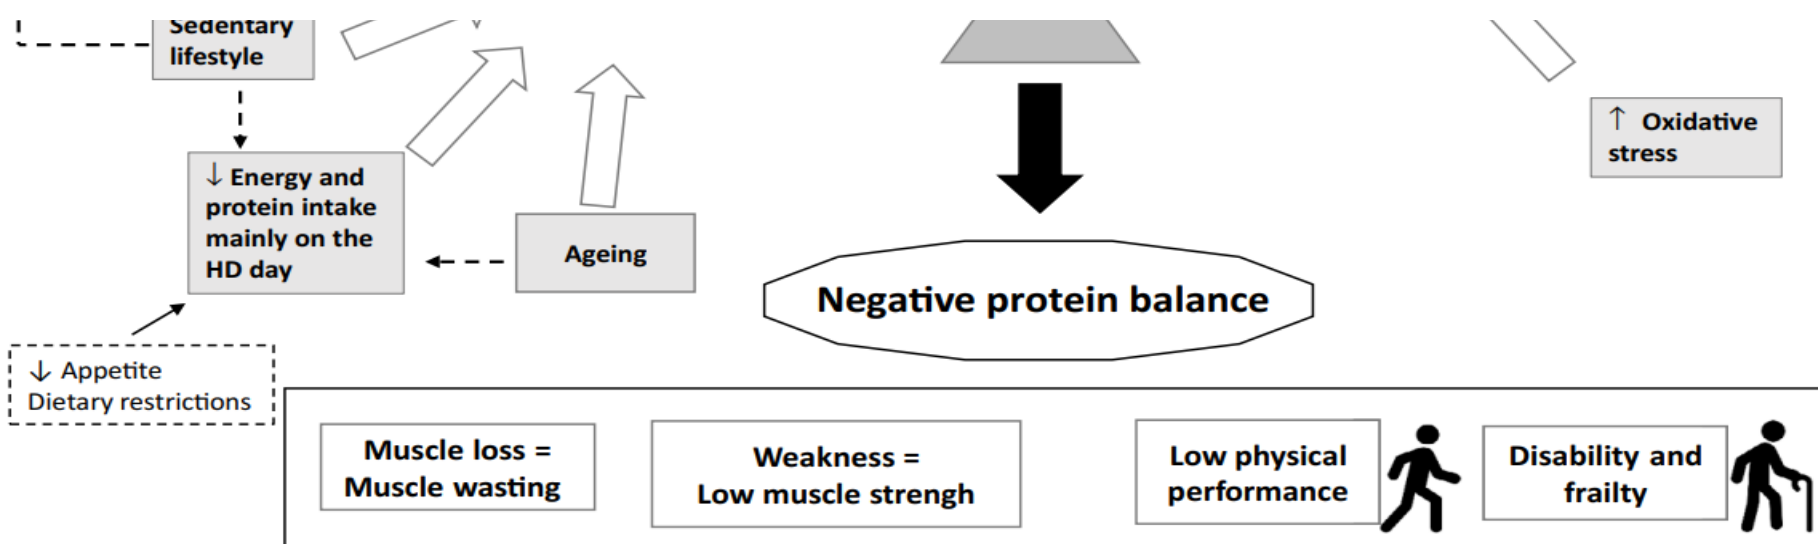 Sedentary
lifestyle
↑ Oxidative
stress
↓ Energy and
protein intake
mainly on the
HD day
Ageing
Negative protein balance
↓ Appetite
Dietary restrictions
Muscle loss =
Muscle wasting
Weakness =
Low muscle strengh
Low physical
performance
Disability and
frailty